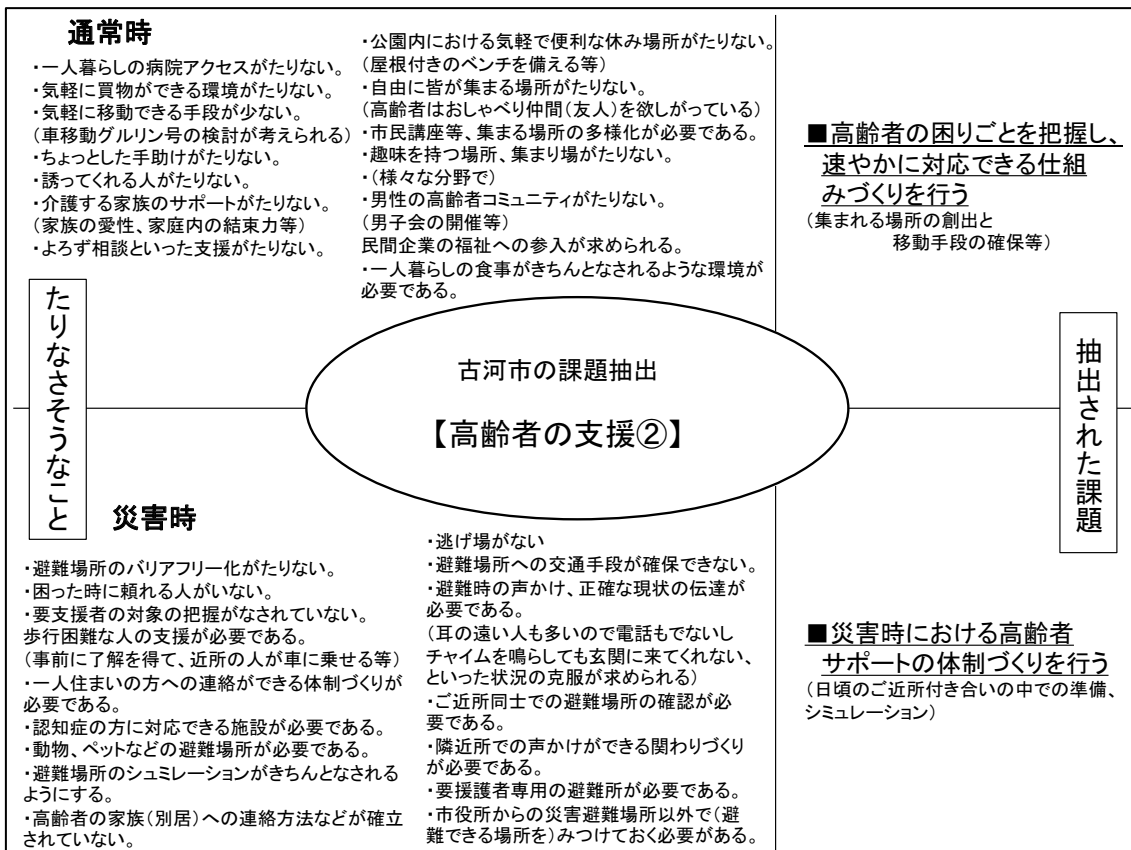 通常時
・一人暮らしの病院アクセスがたりない。
・気軽に買物ができる環境がたりない。
・気軽に移動できる手段が少ない。
(車移動グルリン号の検討が考えられる)
・ちょっとした手助けがたりない。
・誘ってくれる人がたりない。
・介護する家族のサポートがたりない。
(家族の愛性、家庭内の結束力等)
・よろず相談といった支援がたりない。
・公園内における気軽で便利な休み場所がたりない。
(屋根付きのベンチを備える等)
・自由に皆が集まる場所がたりない。
(高齢者はおしゃべり仲間(友人)を欲しがっている)
・市民講座等、集まる場所の多様化が必要である。
・趣味を持つ場所、集まり場がたりない。
・(様々な分野で)
・男性の高齢者コミュニティがたりない。
(男子会の開催等)
民間企業の福祉への参入が求められる。
・一人暮らしの食事がきちんとなされるような環境が
必要である。
■高齢者の困りごとを把握し、
速やかに対応できる仕組
みづくりを行う
(集まれる場所の創出と
移動手段の確保等)
たりなさそうなこと
古河市の課題抽出
【高齢者の支援②】
抽出された課題
災害時
・避難場所のバリアフリー化がたりない。
・困った時に頼れる人がいない。
・要支援者の対象の把握がなされていない。
歩行困難な人の支援が必要である。
(事前に了解を得て、近所の人が車に乗せる等)
・一人住まいの方への連絡ができる体制づくりが
必要である。
・認知症の方に対応できる施設が必要である。
・動物、ペットなどの避難場所が必要である。
・避難場所のシュミレーションがきちんとなされる
ようにする。
・高齢者の家族(別居)への連絡方法などが確立
されていない。
・逃げ場がない
・避難場所への交通手段が確保できない。
・避難時の声かけ、正確な現状の伝達が
必要である。
(耳の遠い人も多いので電話もでないし
チャイムを鳴らしても玄関に来てくれない、
といった状況の克服が求められる)
・ご近所同士での避難場所の確認が必
要である。
・隣近所での声かけができる関わりづくり
が必要である。
・要援護者専用の避難所が必要である。
・市役所からの災害避難場所以外で(避
難できる場所を)みつけておく必要がある。
■災害時における高齢者
サポートの体制づくりを行う
(日頃のご近所付き合いの中での準備、
シミュレーション)